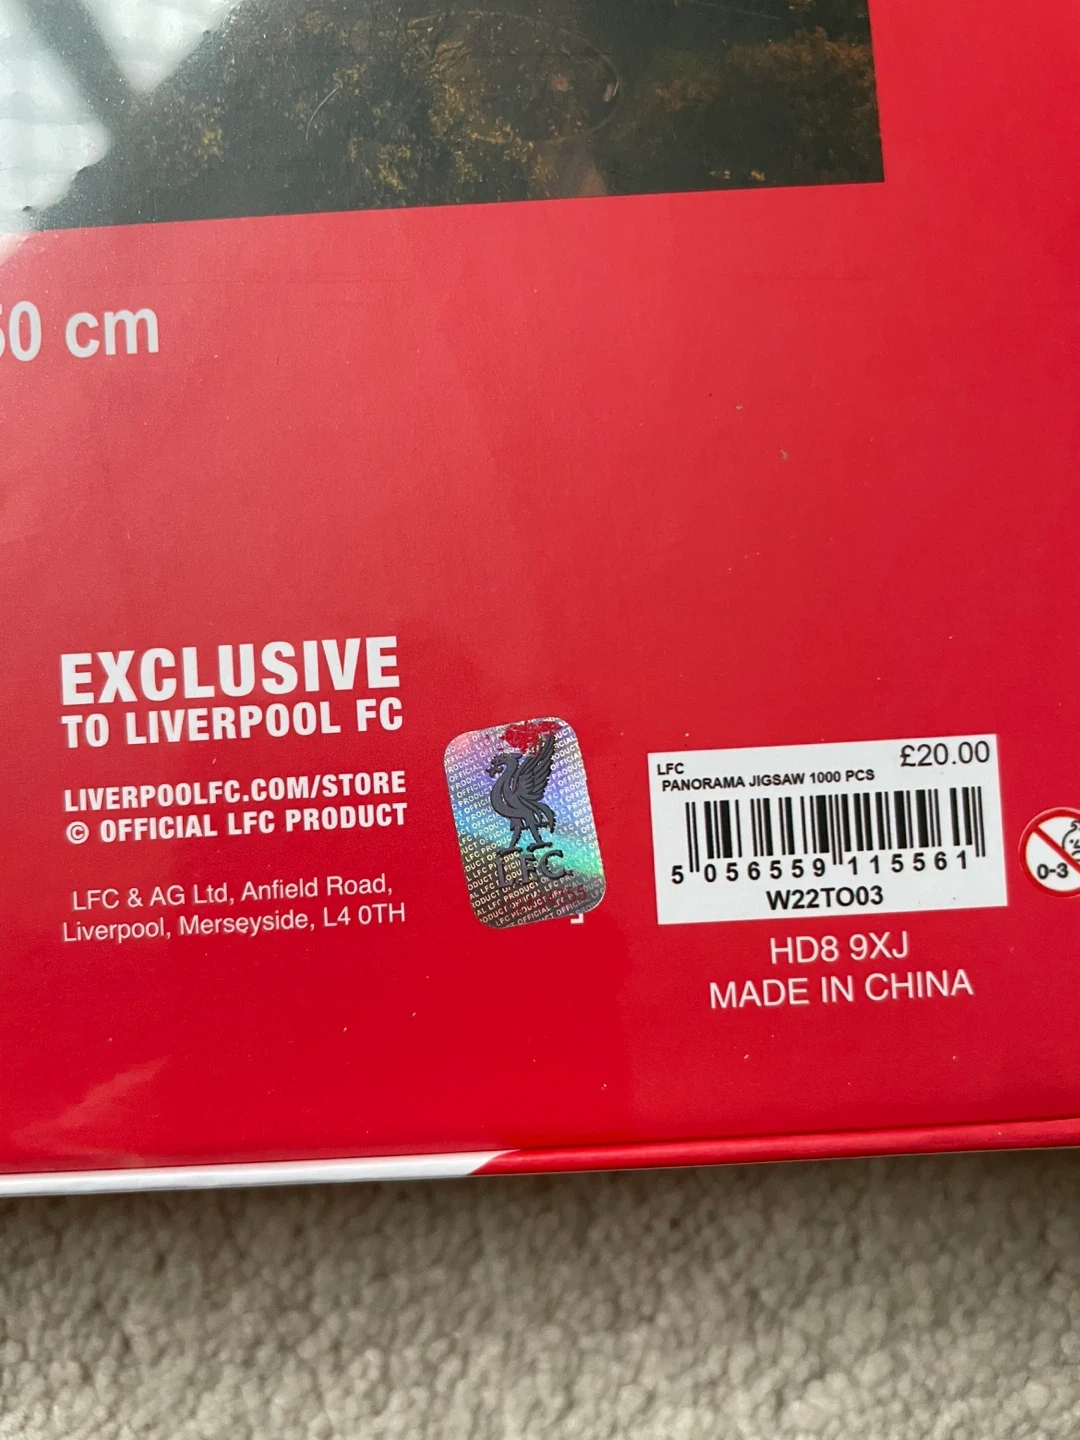 50 cm
EXCLUSIVE
TO LIVERPOOL FC
LIVERPOOLFC.COM/STORE
© OFFICIAL LFC PRODUCT
LFC & AG Ltd, Anfield Road,
Liverpool, Merseyside, L4 0TH
LFC
£20.00
LFC
PANORAMA JIGSAW 1000 PCS
5 056559 115561
W22TO03
HD8 9XJ
MADE IN CHINA
0-3